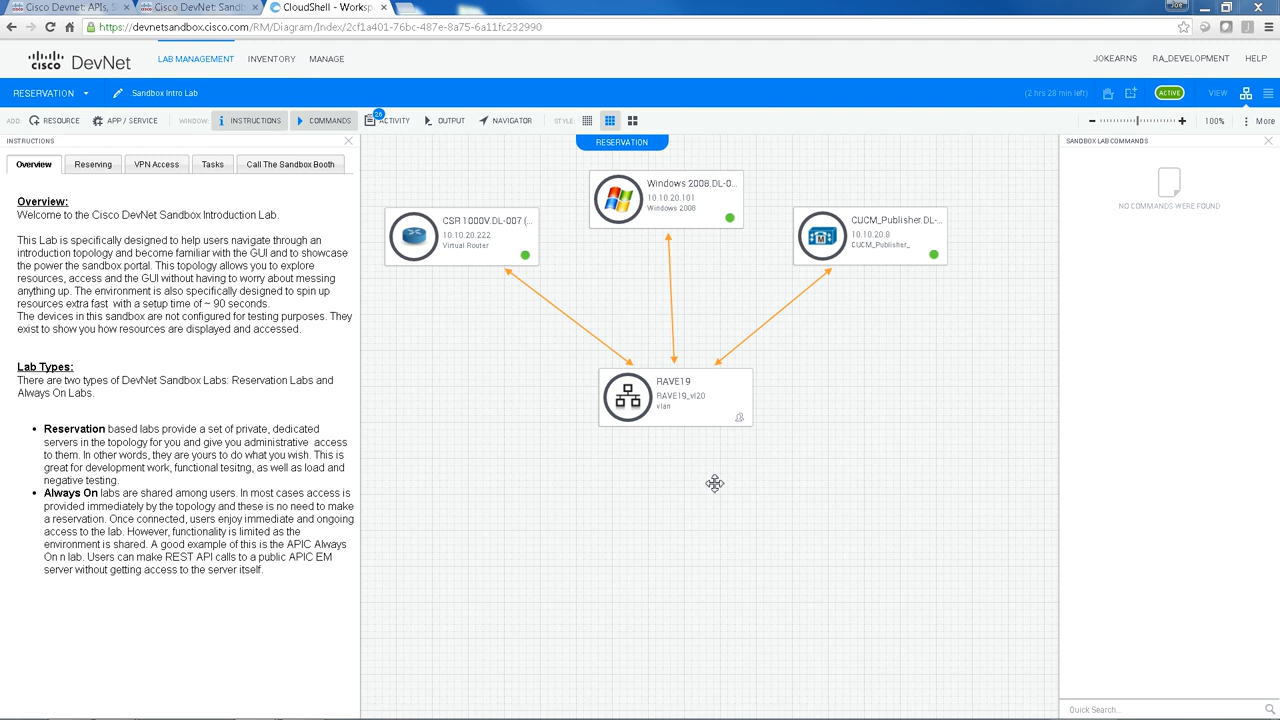 Cisco Devnet: APIs, S
Cisco DevNet Sandb
CloudShell - Worksp
Joe
https://devnetsandbox.cisco.com/RM/Diagram/Index/2cf1a401-76bc-487e-8a75-6a11fc232990
cisco DevNet LAB MANAGEMENT INVENTORY MANAGE JOKEARNS RA_DEVELOPMENT HELP
RESERVATION Sandbox Intro Lab (2 hrs 28 min left) ACTIVE VIEW
ADD: RESOURCE APP / SERVICE WINDOW: INSTRUCTIONS COMMANDS ACTIVITY OUTPUT NAVIGATOR STYLE: 100% More
INSTRUCTIONS
Overview Reserving VPN Access Tasks Call The Sandbox Booth
Overview:
Welcome to the Cisco DevNet Sandbox Introduction Lab.
This Lab is specifically designed to help users navigate through an
introduction topology and become familiar with the GUI and to showcase
the power the sandbox portal. This topology allows you to explore
resources, access and the GUI without having to worry about messing
anything up. The environment is also specifically designed to spin up
resources extra fast with a setup time of ~ 90 seconds.
The devices in this sandbox are not configured for testing purposes. They
exist to show you how resources are displayed and accessed.
Lab Types:
There are two types of DevNet Sandbox Labs: Reservation Labs and
Always On Labs.
Reservation based labs provide a set of private, dedicated
servers in the topology for you and give you administrative access
to them. In other words, they are yours to do what you wish. This is
great for development work, functional tesitng, as well as load and
negative testing.
Always On labs are shared among users. In most cases access is
provided immediately by the topology and these is no need to make
a reservation. Once connected, users enjoy immediate and ongoing
access to the lab. However, functionality is limited as the
environment is shared. A good example of this is the APIC Always
On n lab. Users can make REST API calls to a public APIC EM
server without getting access to the server itself.
RESERVATION
CSR 1000V.DL-007 (...
10.10.20.222
Virtual Router
Windows 2008.DL-0...
10.10.20.101
Windows 2008
CUCM_Publisher.DL-...
10.10.20.8
CUCM_Publisher_
RAVE19
RAVE19_vl20
vlan
SANDBOX LAB COMMANDS
NO COMMANDS WERE FOUND
Quick Search...